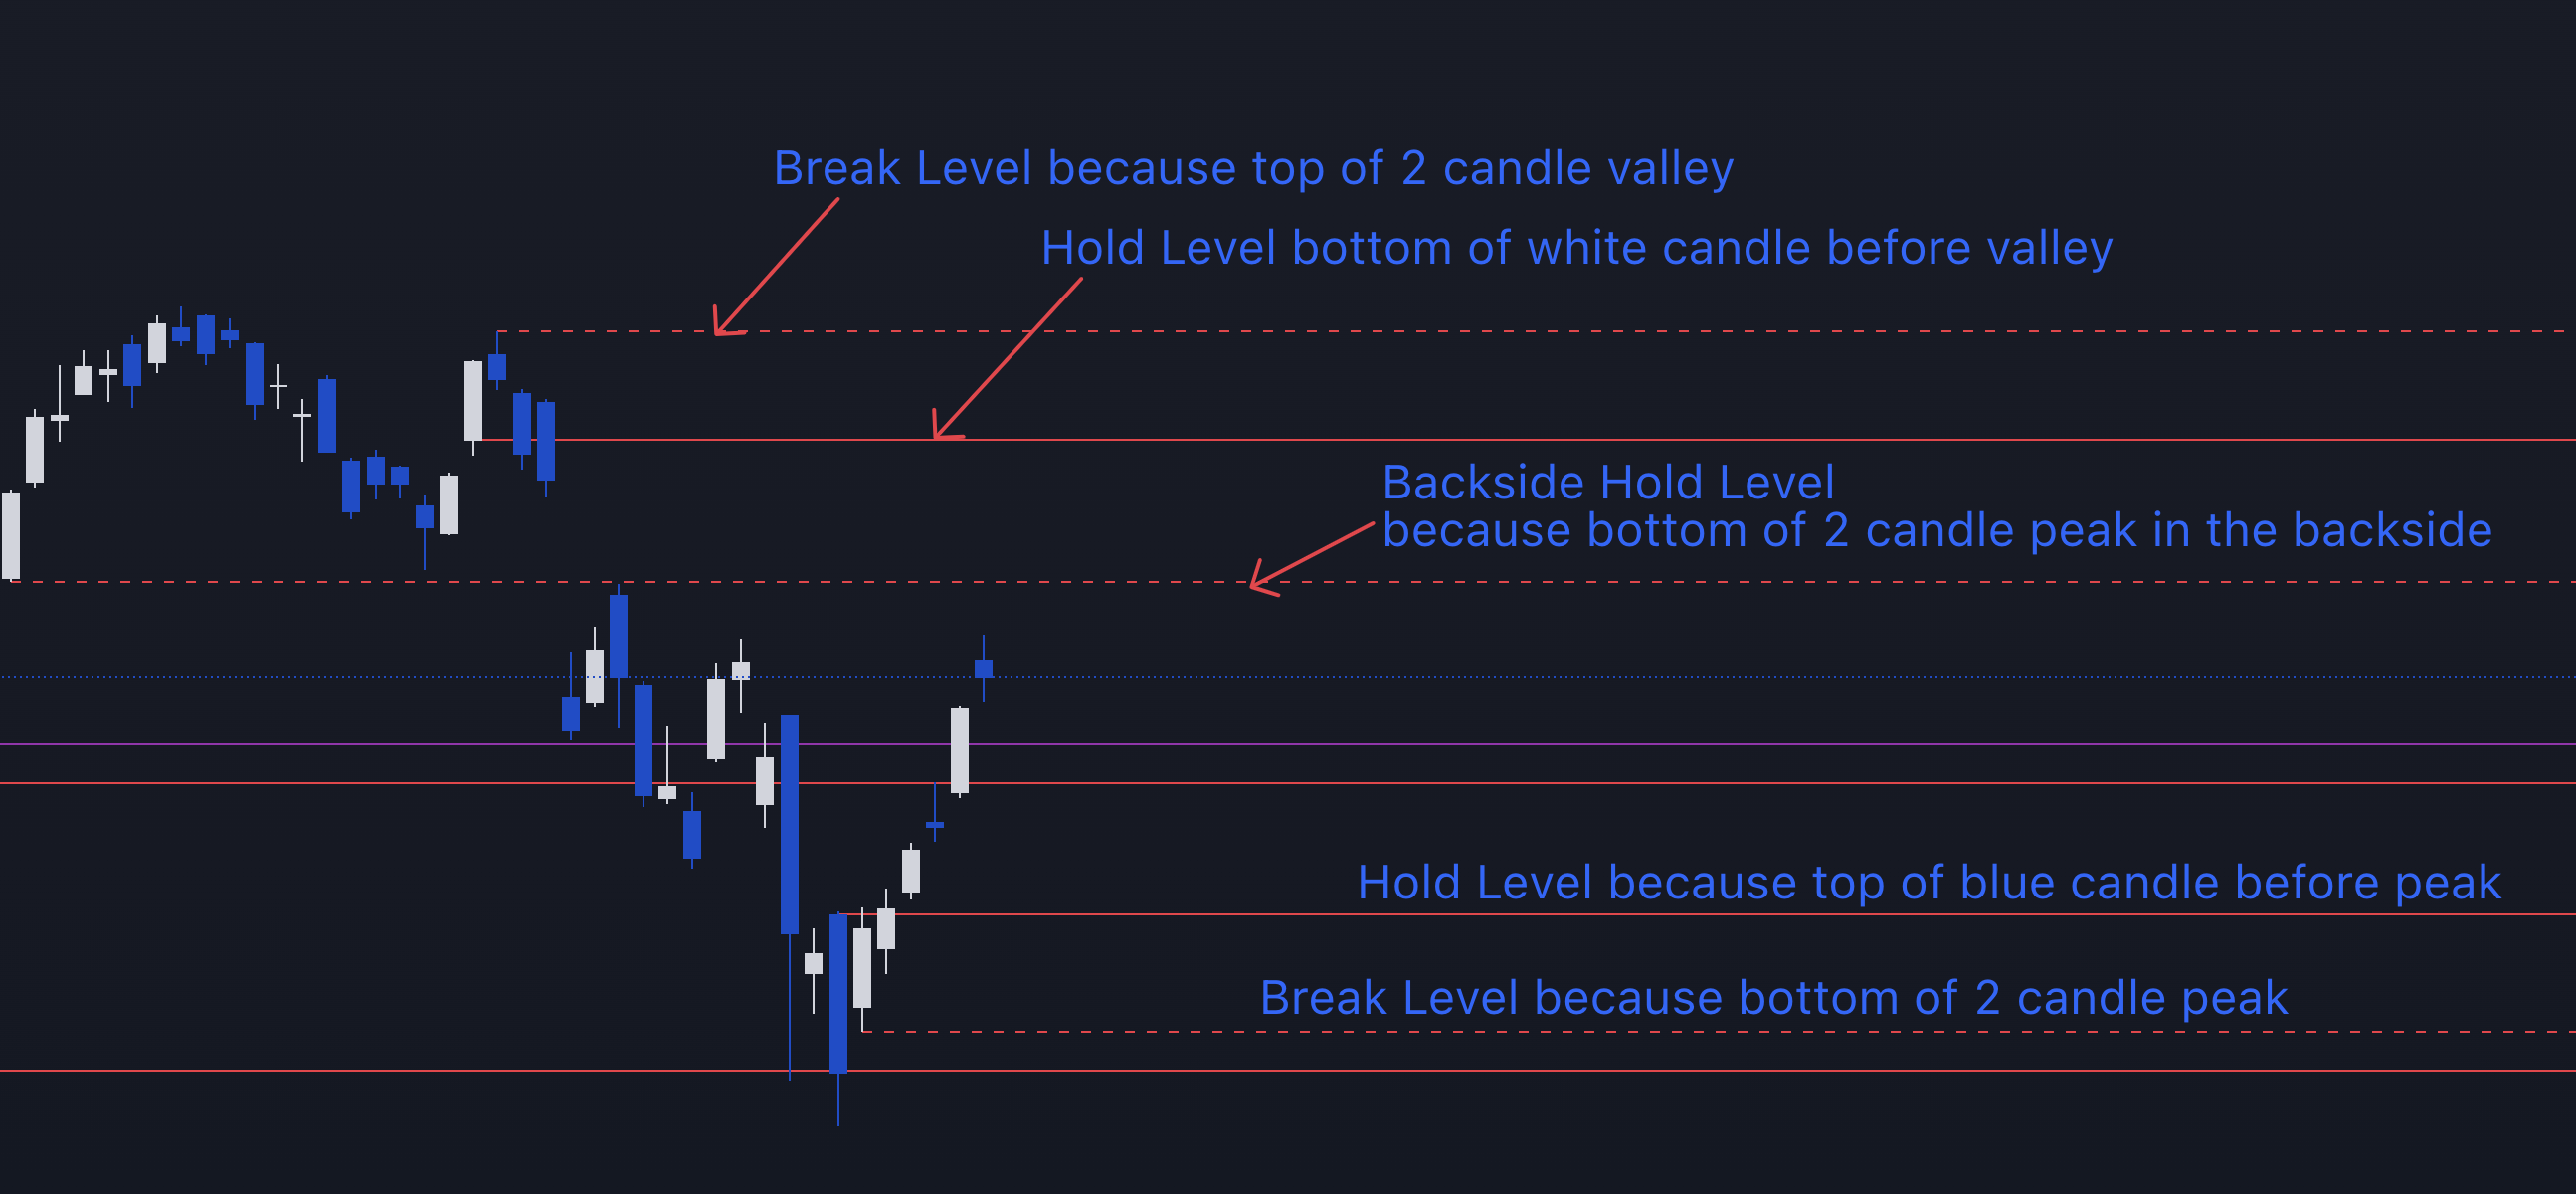 Break Level because top of 2 candle valley
Hold Level bottom of white candle before valley
Backside Hold Level
because bottom of 2 candle peak in the backside
Hold Level because top of blue candle before peak
Break Level because bottom of 2 candle peak